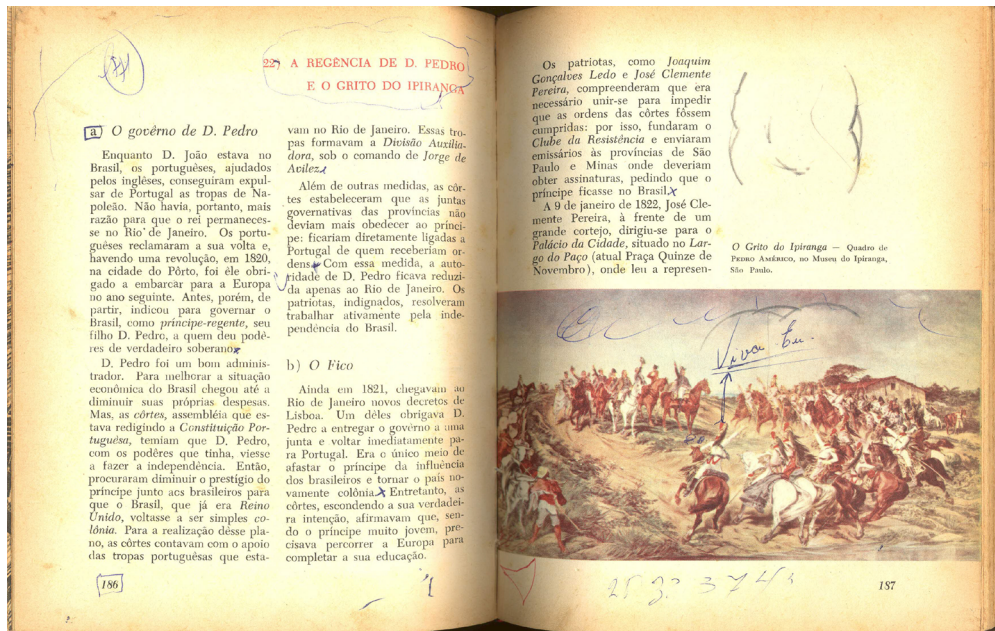 22) A REGÊNCIA DE D. PEDRO
E O GRITO DO IPIRANGA
a) O govêrno de D. Pedro
Enquanto D. João estava no
Brasil, os portuguêses, ajudados
pelos inglêses, conseguiram expul-
sar de Portugal as tropas de Na-
poleão. Não havia, portanto, mais
razão para que o rei permaneces-
se no Rio de Janeiro. Os portu-
guêses reclamaram a sua volta e,
havendo uma revolução, em 1820,
na cidade do Pôrto, foi êle obri-
gado a embarcar para a Europa
no ano seguinte. Antes, porém, de
partir, indicou para governar o
Brasil, como príncipe-regente, seu
filho D. Pedro, a quem deu podê-
res de verdadeiro soberano
D. Pedro foi um bom adminis-
trador. Para melhorar a situação
econômica do Brasil chegou até a
diminuir suas próprias despesas.
Mas, as côrtes, assembléia que es-
tava redigindo a Constituição Por-
tuguêsa, temiam que D. Pedro,
com os podêres que tinha, viesse
a fazer a independência. Então,
procuraram diminuir o prestígio do
príncipe junto aos brasileiros para
que o Brasil, que já era Reino
Unido, voltasse a ser simples co-
lônia. Para a realização dêsse pla-
no, as côrtes contavam com o apoio
das tropas portuguêsas que esta-
186
vam no Rio de Janeiro. Essas tro-
pas formavam a Divisão Auxilia-
dora, sob o comando de Jorge de
Avilez
Além de outras medidas, as côr-
tes estabeleceram que as juntas
governativas das províncias não
deviam mais obedecer ao prínci-
pe: ficariam diretamente ligadas a
Portugal de quem receberiam or-
dens Com essa medida, a auto-
ridade de D. Pedro ficava reduzi-
da apenas ao Rio de Janeiro. Os
patriotas, indignados, resolveram
trabalhar ativamente pela inde-
pendência do Brasil.
b) O Fico
Ainda em 1821, chegavam ao
Rio de Janeiro novos decretos de
Lisboa. Um dêles obrigava D.
Pedro a entregar o govêrno a uma
junta e voltar imediatamente pa-
ra Portugal. Era o único meio de
afastar o príncipe da influência
dos brasileiros e tornar o país no-
vamente colônia. Entretanto, as
côrtes, escondendo a sua verdadei-
ra intenção, afirmavam que, sen-
do o príncipe muito jovem, pre-
cisava percorrer a Europa para
completar a sua educação.
Os patriotas, como Joaquim
Gonçalves Ledo e José Clemente
Pereira, compreenderam que era
necessário unir-se para impedir
que as ordens das côrtes fôssem
cumpridas: por isso, fundaram o
Clube da Resistência e enviaram
emissários às províncias de São
Paulo e Minas onde deveriam
obter assinaturas, pedindo que o
príncipe ficasse no Brasil
A 9 de janeiro de 1822, José Cle-
mente Pereira, à frente de um
grande cortejo, dirigiu-se para o
Palácio da Cidade, situado no Lar-
go do Paço (atual Praça Quinze de
Novembro), onde leu a represen-
O Grito do Ipiranga — Quadro de
PEDRO AMÉRICO, no Museu do Ipiranga,
São Paulo.
Viva Eu.
187